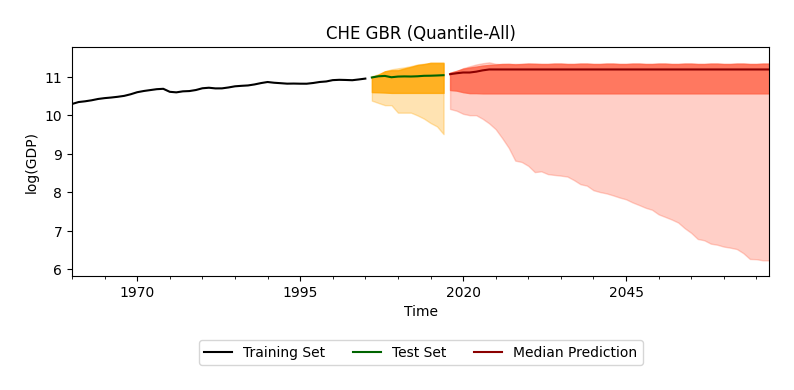 CHE GBR (Quantile-All)
11
10
9
8
7
6
log(GDP)
1970
1995
2020
2045
Time
Training Set
Test Set
Median Prediction